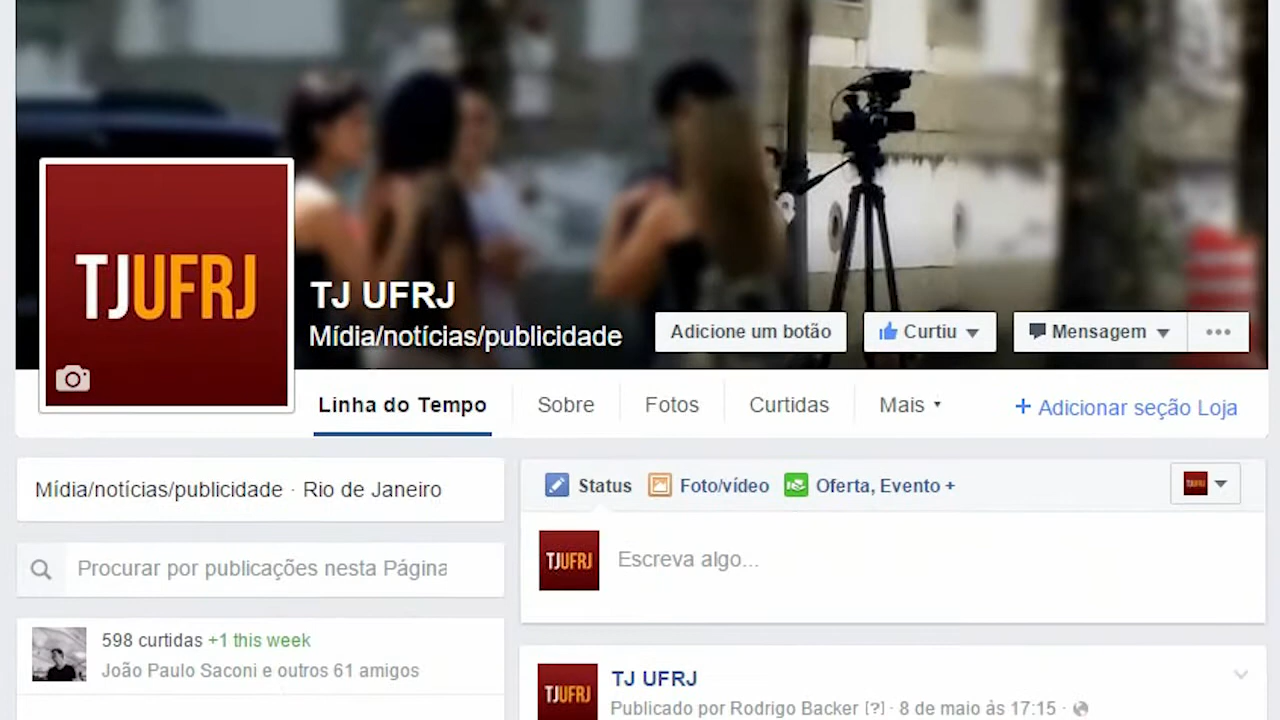 TJUFRJ
TJ UFRJ
Mídia/notícias/publicidade
Adicione um botão
Curtiu
Mensagem
Linha do Tempo
Sobre
Fotos
Curtidas
Mais
+ Adicionar seção Loja
Mídia/notícias/publicidade · Rio de Janeiro
Procurar por publicações nesta Página
598 curtidas +1 this week
João Paulo Saconi e outros 61 amigos
Status
Foto/vídeo
Oferta, Evento +
TJUFRJ
TJUFRJ
Escreva algo...
TJUFRJ
TJ UFRJ
Publicado por Rodrigo Backer [?] · 8 de maio às 17:15 ·